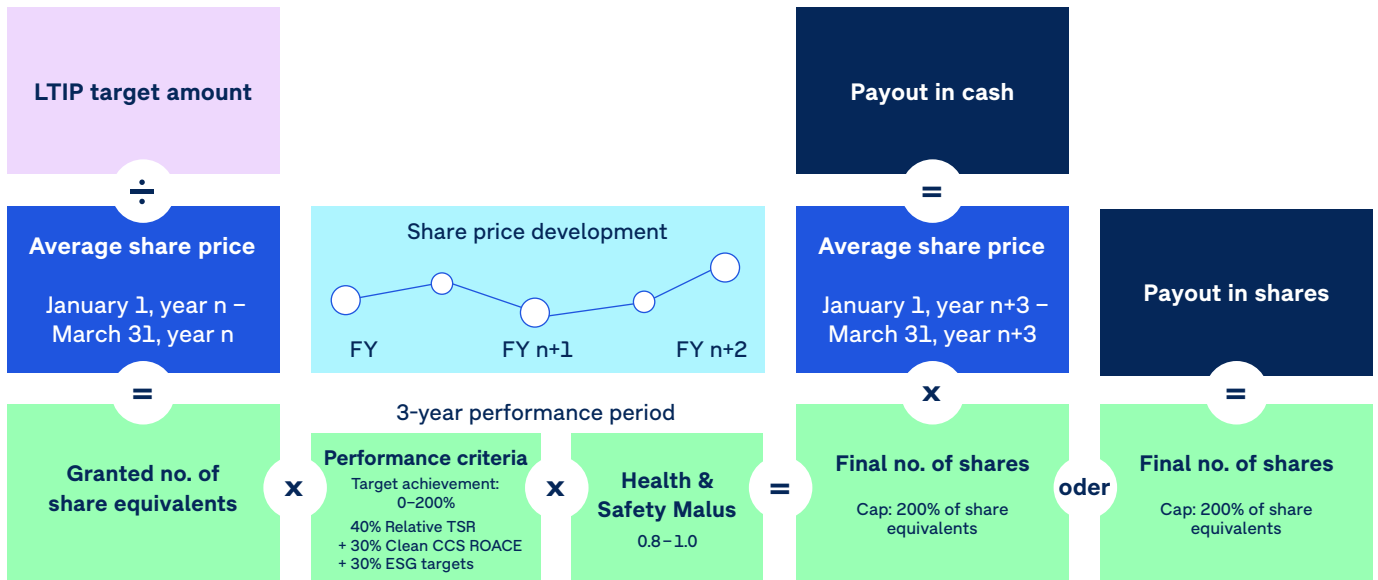 LTIP target amount
÷
Average share price
January 1, year n –
March 31, year n
=
Granted no. of
share equivalents
x
Share price development
FY
FY n+1
FY n+2
3-year performance period
Performance criteria
Target achievement:
0–200%
40% Relative TSR
+ 30% Clean CCS ROACE
+ 30% ESG targets
x
Health &
Safety Malus
0.8–1.0
=
Payout in cash
=
Average share price
January 1, year n+3 –
March 31, year n+3
x
Final no. of shares
Cap: 200% of share
equivalents
oder
Payout in shares
=
Final no. of shares
Cap: 200% of share
equivalents